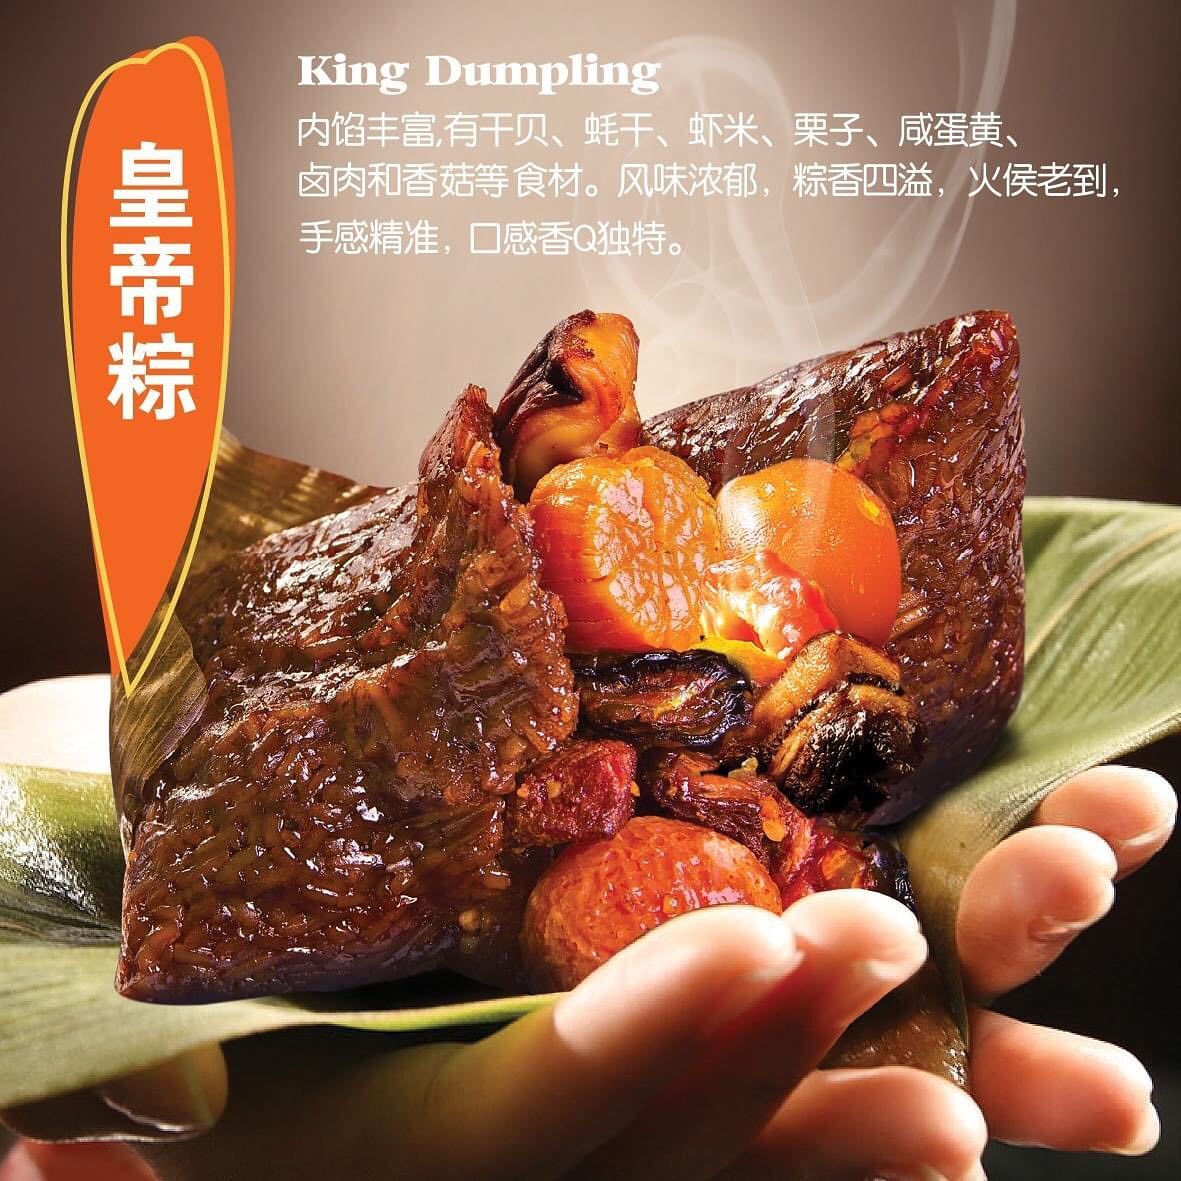 皇帝粽
King Dumpling
内馅丰富,有干贝、蚝干、虾米、栗子、咸蛋黄、
卤肉和香菇等食材。风味浓郁，粽香四溢，火侯老到，
手感精准，口感香Q独特。